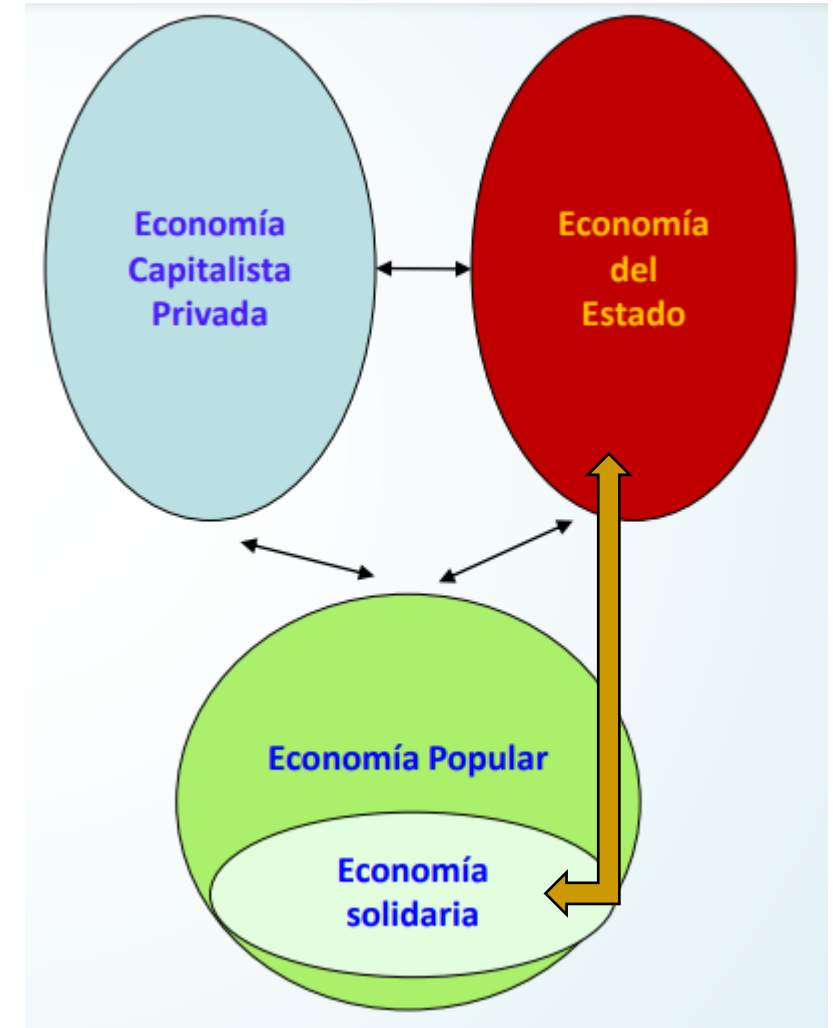 Economía
Capitalista
Privada
Economía
del
Estado
Economía Popular
Economía
solidaria